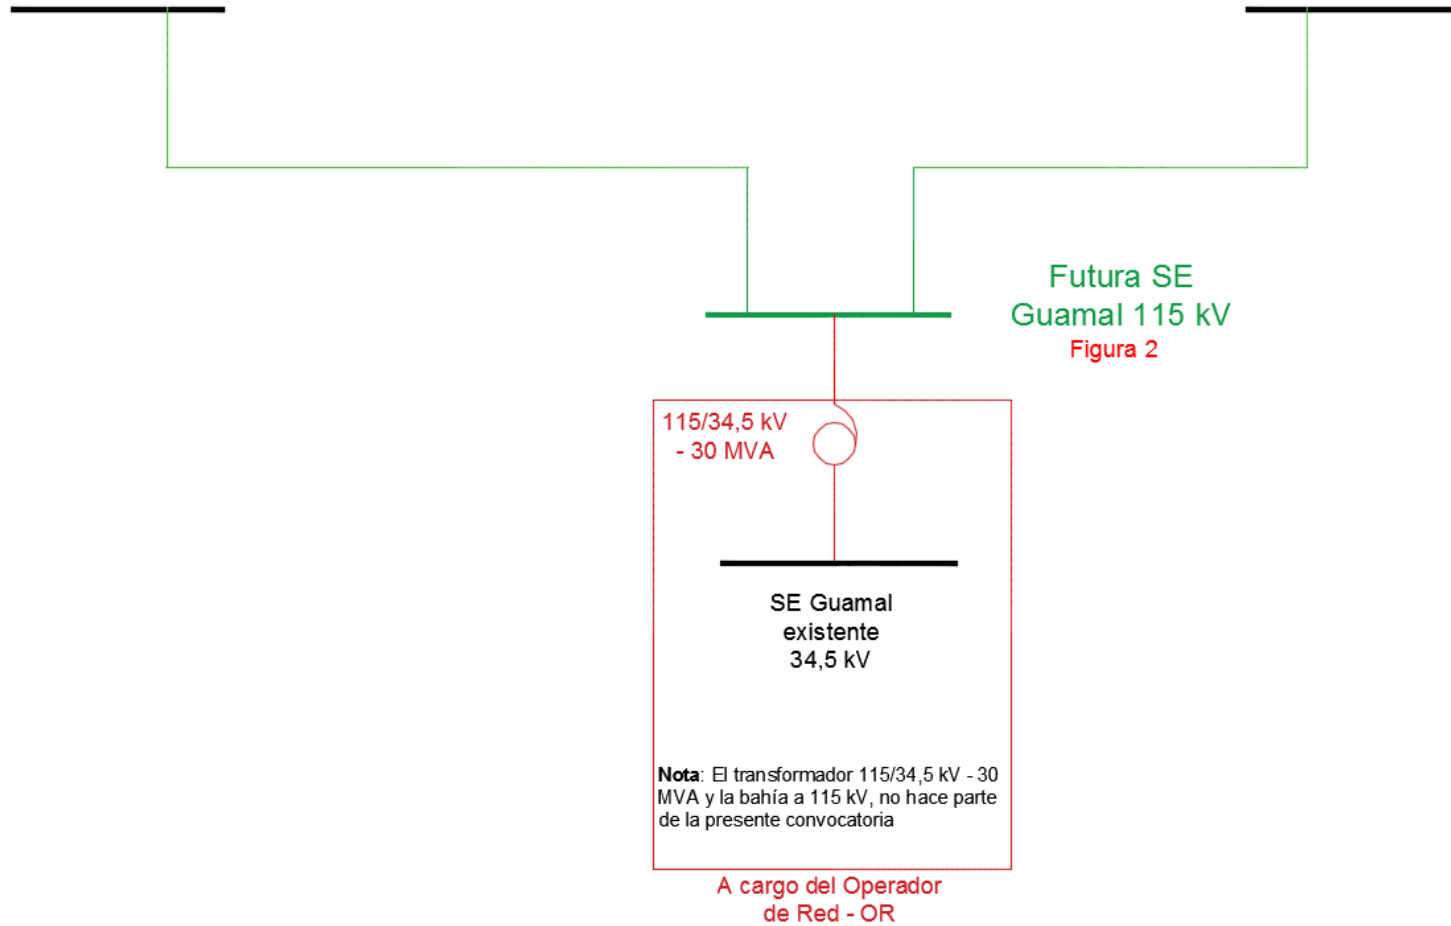 Futura SE
Guamal 115 kV
Figura 2
115/34,5 kV
- 30 MVA
SE Guamal
existente
34,5 kV
Nota: El transformador 115/34,5 kV - 30
MVA y la bahía a 115 kV, no hace parte
de la presente convocatoria
A cargo del Operador
de Red - OR